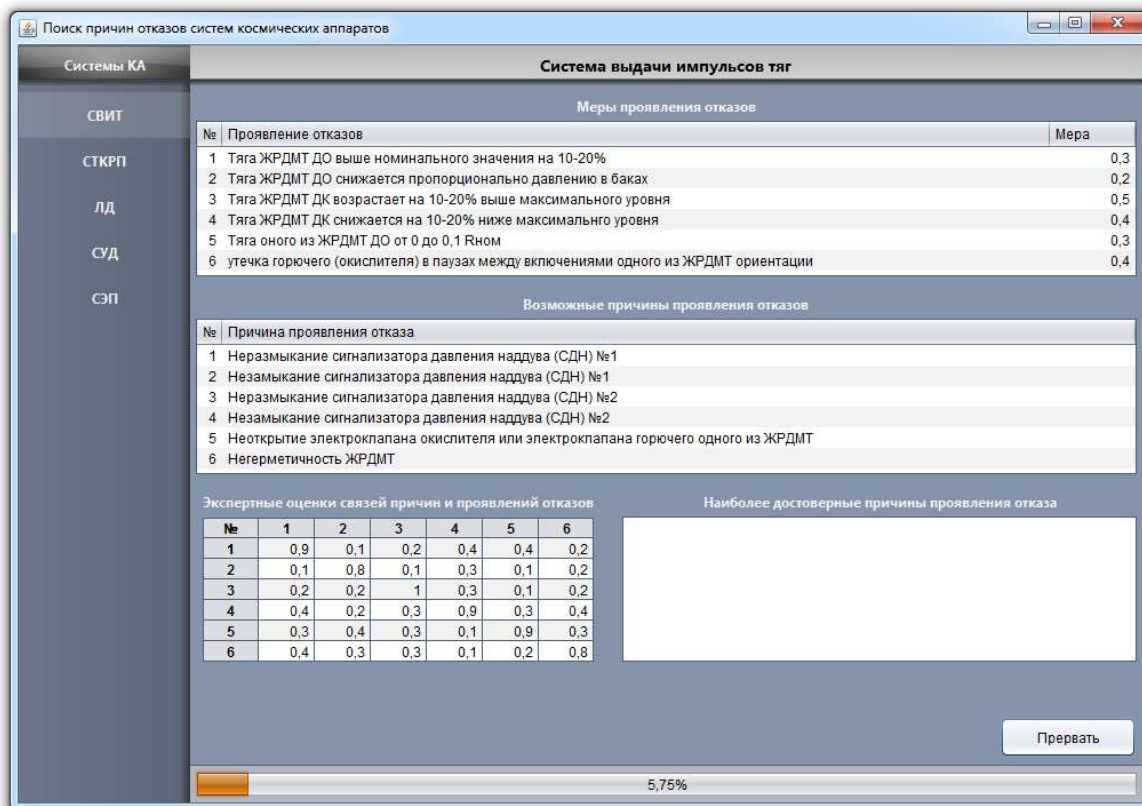 Поиск причин отказов систем космических аппаратов
Системы КА
Система выдачи импульсов тяг
СВИТ
СТКРП
ЛД
СУД
СЭП
Меры проявления отказов
№ Проявление отказов Мера
1 Тяга ЖРДМТ ДО выше номинального значения на 10-20% 0,3
2 Тяга ЖРДМТ ДО снижается пропорционально давлению в баках 0,2
3 Тяга ЖРДМТ ДК возрастает на 10-20% выше максимального уровня 0,5
4 Тяга ЖРДМТ ДК снижается на 10-20% ниже максимальнго уровня 0,4
5 Тяга оного из ЖРДМТ ДО от 0 до 0,1 Rном 0,3
6 утечка горючего (окислителя) в паузах между включениями одного из ЖРДМТ ориентации 0,4
Возможные причины проявления отказов
№ Причина проявления отказа
1 Неразмыкание сигнализатора давления наддува (СДН) №1
2 Незамыкание сигнализатора давления наддува (СДН) №1
3 Неразмыкание сигнализатора давления наддува (СДН) №2
4 Незамыкание сигнализатора давления наддува (СДН) №2
5 Неоткрытие электроклапана окислителя или электроклапана горючего одного из ЖРДМТ
6 Негерметичность ЖРДМТ
Экспертные оценки связей причин и проявлений отказов
№ 1 2 3 4 5 6
1 0,9 0,1 0,2 0,4 0,4 0,2
2 0,1 0,8 0,1 0,3 0,1 0,2
3 0,2 0,2 1 0,3 0,1 0,2
4 0,4 0,2 0,3 0,9 0,3 0,4
5 0,3 0,4 0,3 0,1 0,9 0,3
6 0,4 0,3 0,3 0,1 0,2 0,8
Наиболее достоверные причины проявления отказа
Прервать
5,75%